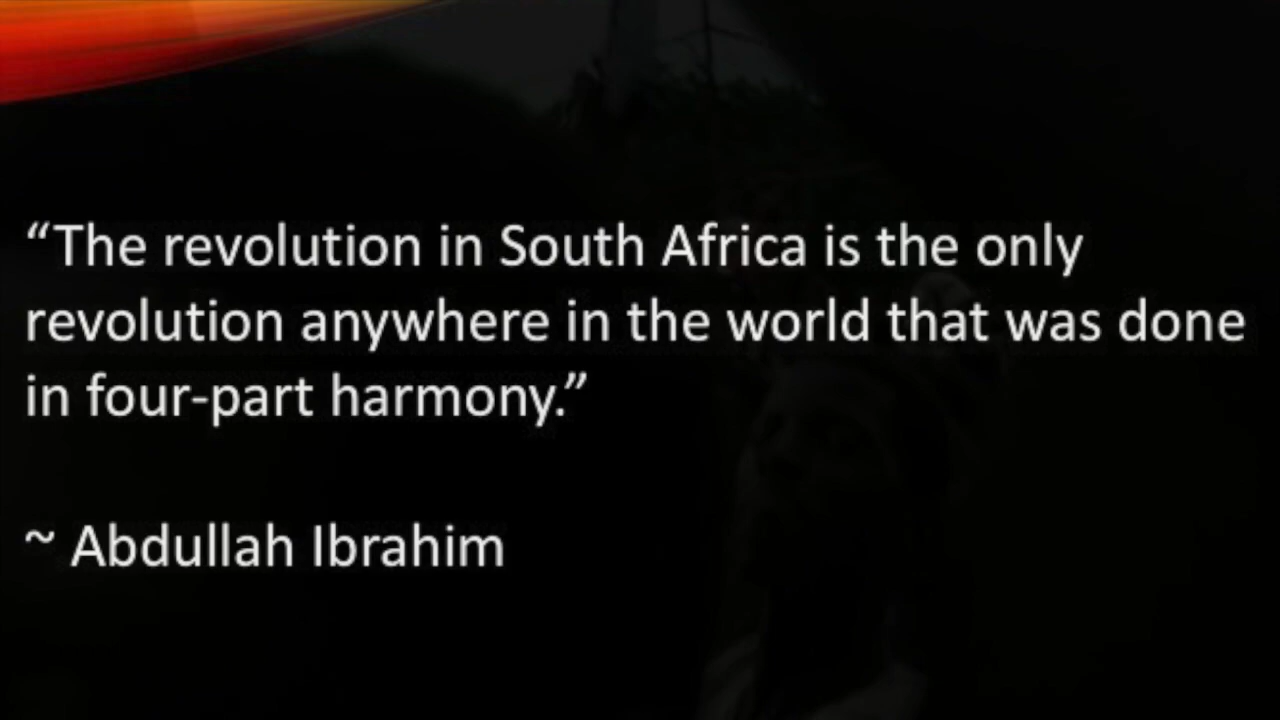 “The revolution in South Africa is the only
revolution anywhere in the world that was done
in four-part harmony.”
~ Abdullah Ibrahim